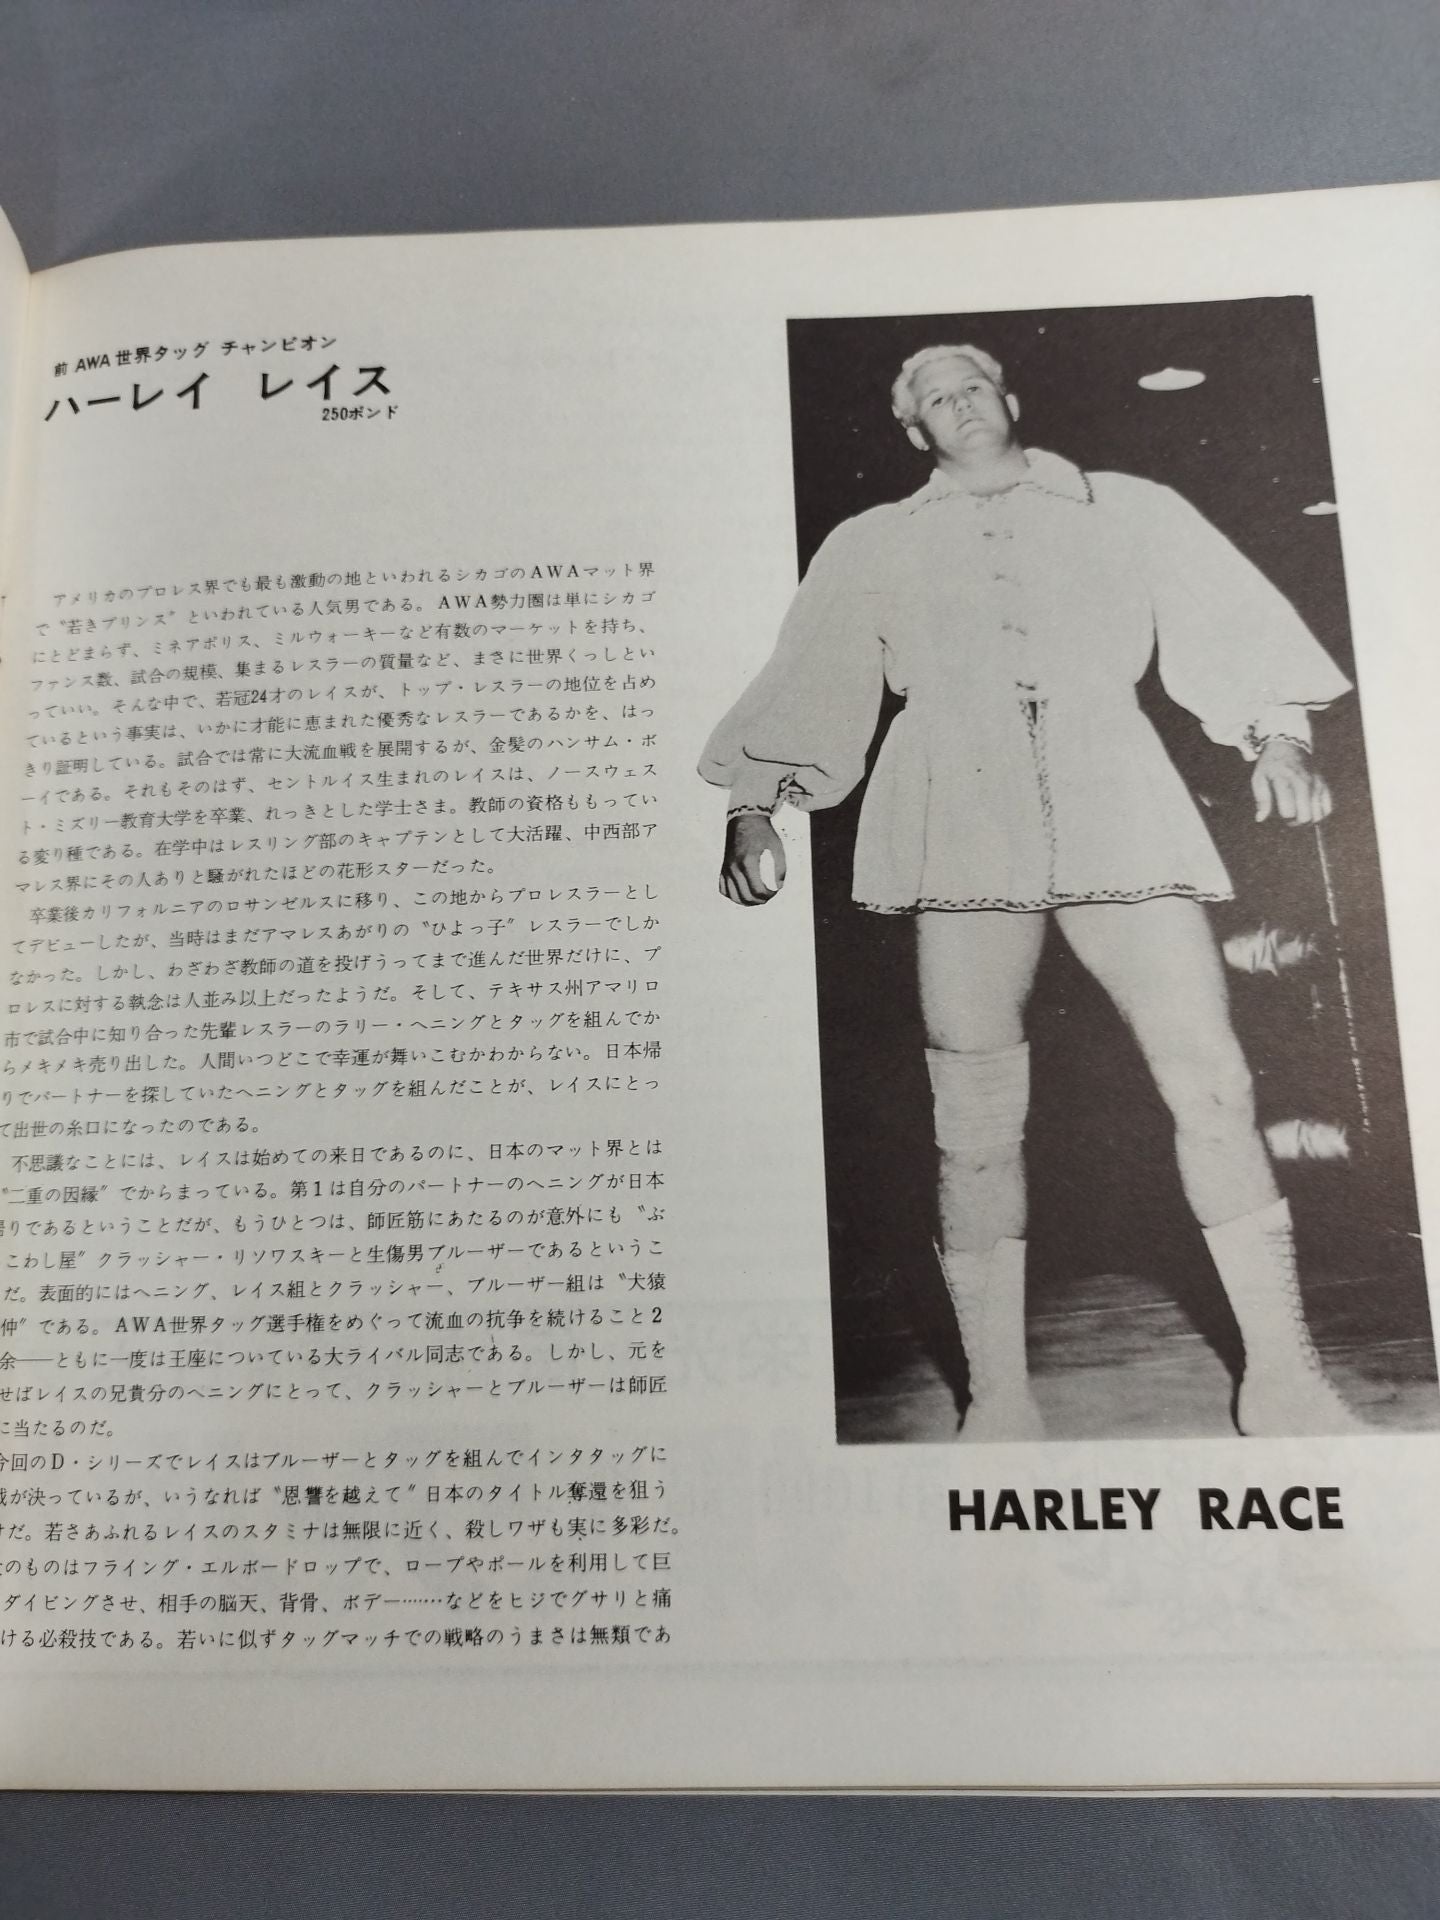 前 AWA 世界タッグ チャンピオン
ハーレイ レイス
250ポンド
アメリカのプロレス界でも最も激動の地といわれるシカゴのAWAマット界
で〝若きプリンス〟といわれている人気男である。AWA勢力圏は単にシカゴ
にとどまらず、ミネアポリス、ミルウォーキーなど有数のマーケットを持ち、
ファンス数、試合の規模、集まるレスラーの質量など、まさに世界くっしとい
っていい。そんな中で、若冠24才のレイスが、トップ・レスラーの地位を占め
ているという事実は、いかに才能に恵まれた優秀なレスラーであるかを、はっ
きり証明している。試合では常に大流血戦を展開するが、金髪のハンサム・ボ
ーイである。それもそのはず、セントルイス生まれのレイスは、ノースウェス
ト・ミズリー教育大学を卒業、れっきとした学士さま。教師の資格ももってい
る変り種である。在学中はレスリング部のキャプテンとして大活躍、中西部ア
マレス界にその人ありと騒がれたほどの花形スターだった。
卒業後カリフォルニアのロサンゼルスに移り、この地からプロレスラーとし
てデビューしたが、当時はまだアマレスあがりの〝ひよっ子〟レスラーでしか
なかった。しかし、わざわざ教師の道を投げうってまで進んだ世界だけに、プ
ロレスに対する執念は人並み以上だったようだ。そして、テキサス州アマリロ
市で試合中に知り合った先輩レスラーのラリー・ヘニングとタッグを組んでか
らメキメキ売り出した。人間いつどこで幸運が舞いこむかわからない。日本帰
りでパートナーを探していたヘニングとタッグを組んだことが、レイスにとっ
て出世の糸口になったのである。
不思議なことには、レイスは始めての来日であるのに、日本のマット界とは
〝二重の因縁〟でからまっている。第1は自分のパートナーのヘニングが日本
帰りであるということだが、もうひとつは、師匠筋にあたるのが意外にも〝ぶ
こわし屋〟クラッシャー・リソワスキーと生傷男ブルーザーであるというこ
だ。表面的にはヘニング、レイス組とクラッシャー、ブルーザー組は〝犬猿
仲〟である。AWA世界タッグ選手権をめぐって流血の抗争を続けること2
余──ともに一度は王座についている大ライバル同志である。しかし、元を
せばレイスの兄貴分のヘニングにとって、クラッシャーとブルーザーは師匠
に当たるのだ。
今回のD・シリーズでレイスはブルーザーとタッグを組んでインタタッグに
戦が決っているが、いうなれば〝恩讐を越えて〟日本のタイトル奪還を狙う
けだ。若さあふれるレイスのスタミナは無限に近く、殺しワザも実に多彩だ。
のものはフライング・エルボードロップで、ロープやポールを利用して巨
ダイビングさせ、相手の脳天、背骨、ボデー……などをヒジでグサリと痛
ける必殺技である。若いに似ずタッグマッチでの戦略のうまさは無類であ
HARLEY RACE